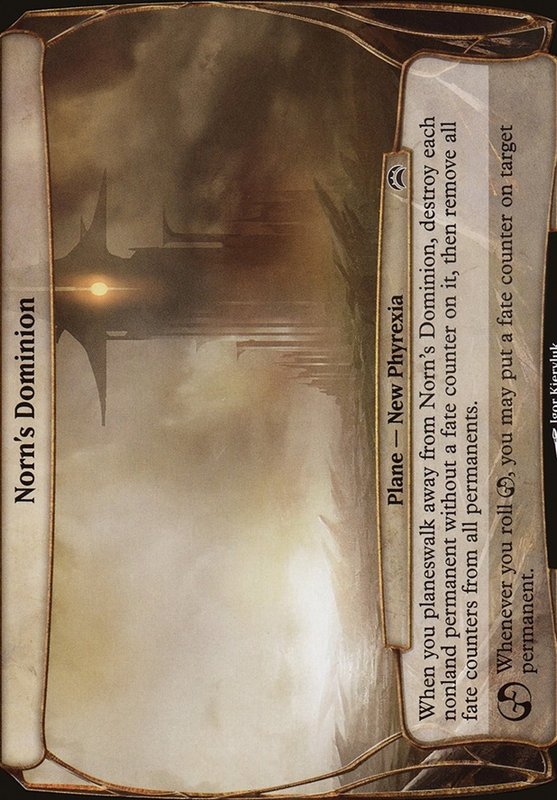 Norn's Dominion
Plane — New Phyrexia
When you planeswalk away from Norn's Dominion, destroy each
nonland permanent without a fate counter on it, then remove all
fate counters from all permanents.
Whenever you roll , you may put a fate counter on target
permanent.
Igor Kieryluk